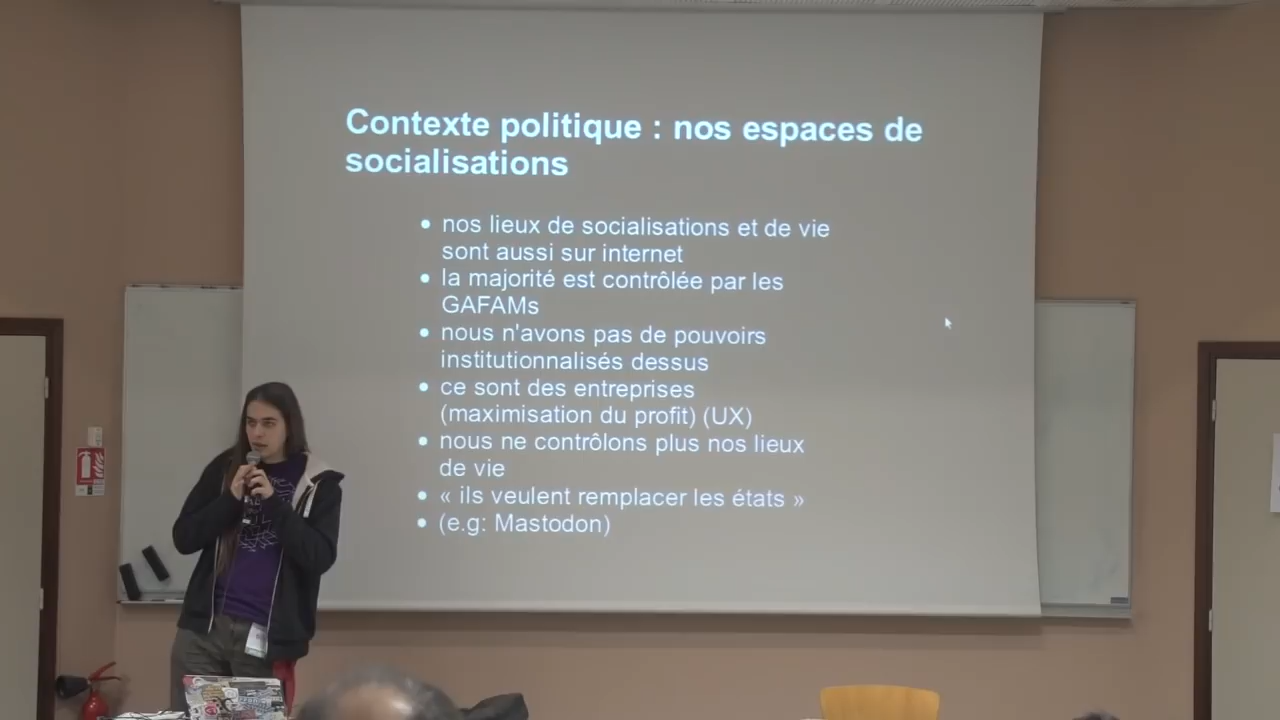 Contexte politique : nos espaces de
socialisations
• nos lieux de socialisations et de vie
sont aussi sur internet
• la majorité est contrôlée par les
GAFAMs
• nous n'avons pas de pouvoirs
institutionnalisés dessus
• ce sont des entreprises
(maximisation du profit) (UX)
• nous ne contrôlons plus nos lieux
de vie
• « ils veulent remplacer les états »
• (e.g: Mastodon)